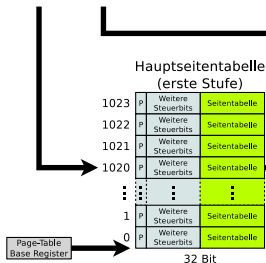 Hauptseitentabelle
(erste Stufe)
1023 P Weitere Steuerbits Seitentabelle
1022 P Weitere Steuerbits Seitentabelle
1021 P Weitere Steuerbits Seitentabelle
1020 P Weitere Steuerbits Seitentabelle
1 P Weitere Steuerbits Seitentabelle
0 P Weitere Steuerbits Seitentabelle
Page-Table
Base Register
32 Bit